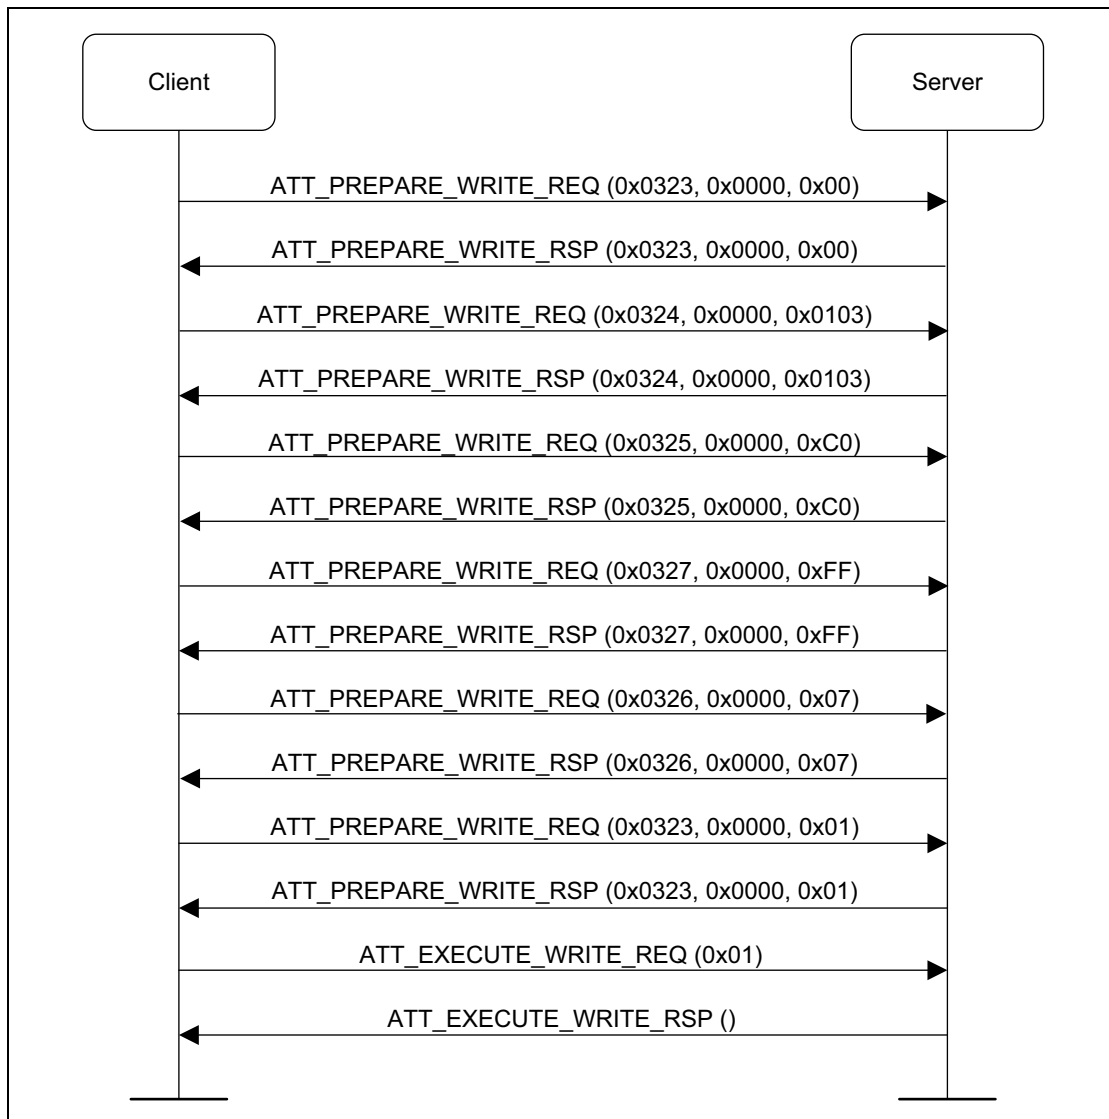 Client
Server
ATT_PREPARE_WRITE_REQ (0x0323, 0x0000, 0x00)
ATT_PREPARE_WRITE_RSP (0x0323, 0x0000, 0x00)
ATT_PREPARE_WRITE_REQ (0x0324, 0x0000, 0x0103)
ATT_PREPARE_WRITE_RSP (0x0324, 0x0000, 0x0103)
ATT_PREPARE_WRITE_REQ (0x0325, 0x0000, 0xC0)
ATT_PREPARE_WRITE_RSP (0x0325, 0x0000, 0xC0)
ATT_PREPARE_WRITE_REQ (0x0327, 0x0000, 0xFF)
ATT_PREPARE_WRITE_RSP (0x0327, 0x0000, 0xFF)
ATT_PREPARE_WRITE_REQ (0x0326, 0x0000, 0x07)
ATT_PREPARE_WRITE_RSP (0x0326, 0x0000, 0x07)
ATT_PREPARE_WRITE_REQ (0x0323, 0x0000, 0x01)
ATT_PREPARE_WRITE_RSP (0x0323, 0x0000, 0x01)
ATT_EXECUTE_WRITE_REQ (0x01)
ATT_EXECUTE_WRITE_RSP ()